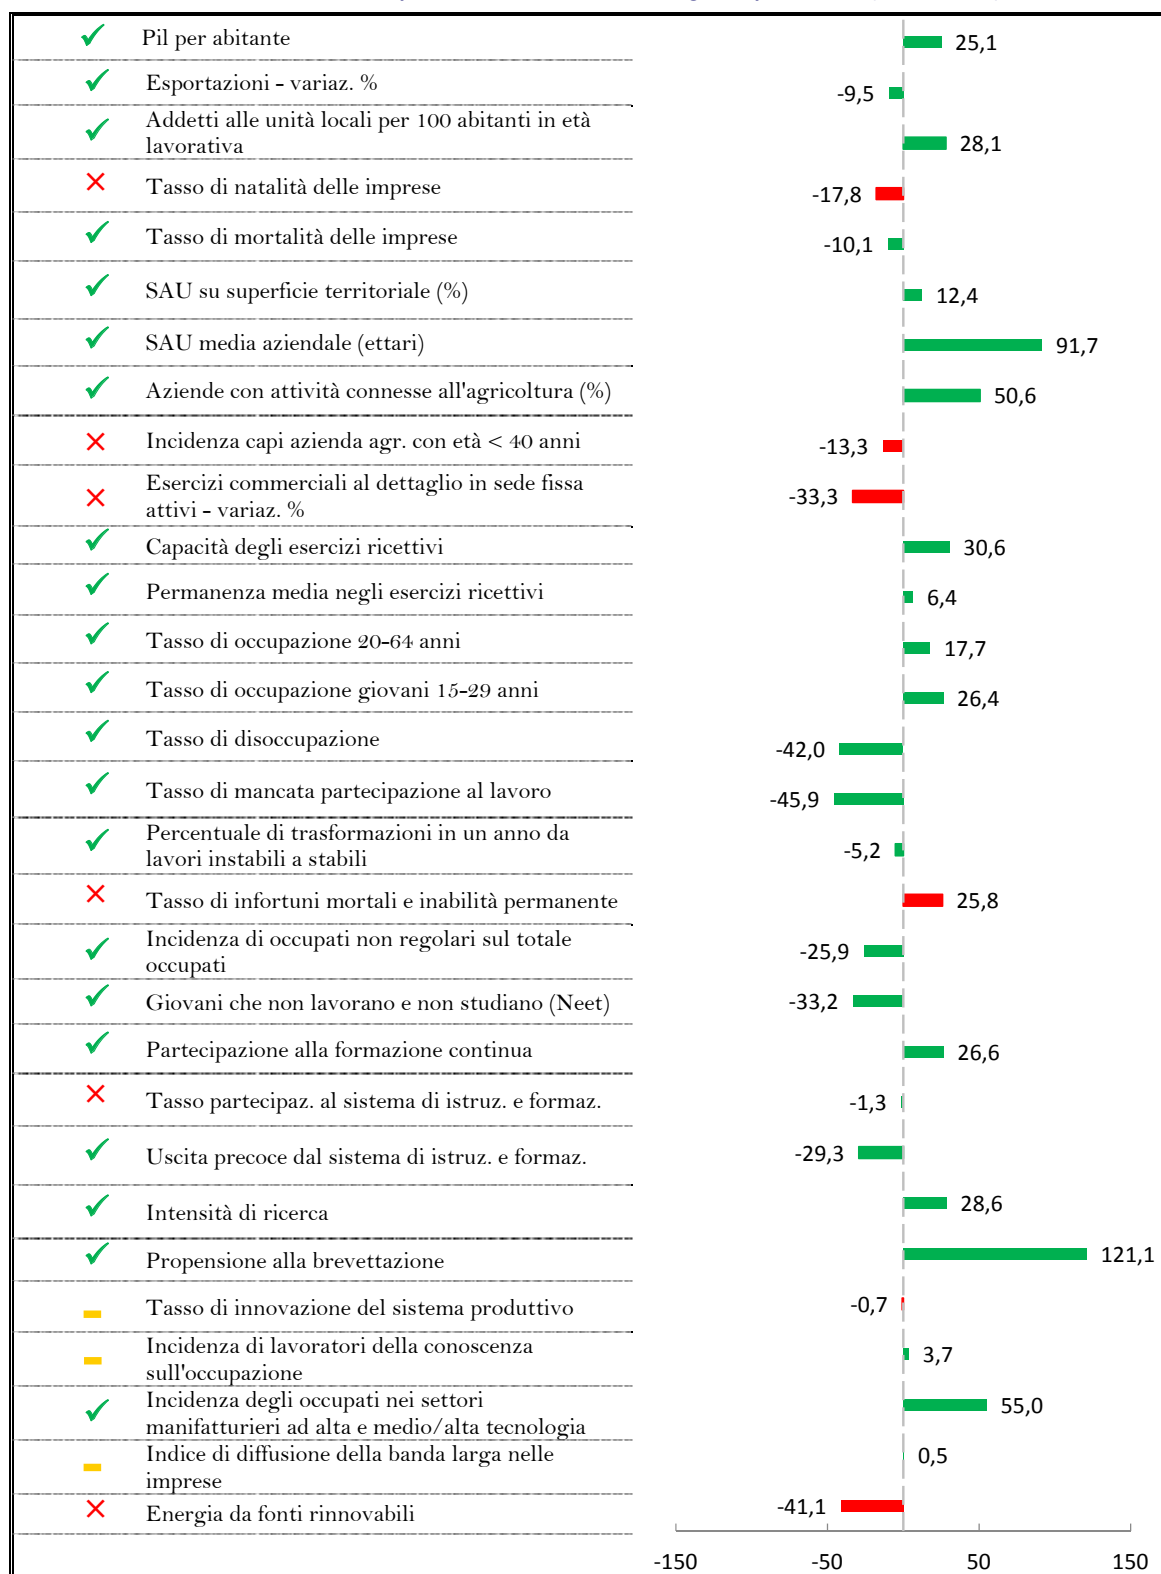 Pil per abitante
25,1
Esportazioni - variaz. %
-9,5
Addetti alle unità locali per 100 abitanti in età
lavorativa
28,1
Tasso di natalità delle imprese
-17,8
Tasso di mortalità delle imprese
-10,1
SAU su superficie territoriale (%)
12,4
SAU media aziendale (ettari)
91,7
Aziende con attività connesse all'agricoltura (%)
50,6
Incidenza capi azienda agr. con età < 40 anni
-13,3
Esercizi commerciali al dettaglio in sede fissa
attivi - variaz. %
-33,3
Capacità degli esercizi ricettivi
30,6
Permanenza media negli esercizi ricettivi
6,4
Tasso di occupazione 20-64 anni
17,7
Tasso di occupazione giovani 15-29 anni
26,4
Tasso di disoccupazione
-42,0
Tasso di mancata partecipazione al lavoro
-45,9
Percentuale di trasformazioni in un anno da
lavori instabili a stabili
-5,2
Tasso di infortuni mortali e inabilità permanente
25,8
Incidenza di occupati non regolari sul totale
occupati
-25,9
Giovani che non lavorano e non studiano (Neet)
-33,2
Partecipazione alla formazione continua
26,6
Tasso partecipaz. al sistema di istruz. e formaz.
-1,3
Uscita precoce dal sistema di istruz. e formaz.
-29,3
Intensità di ricerca
28,6
Propensione alla brevettazione
121,1
Tasso di innovazione del sistema produttivo
-0,7
Incidenza di lavoratori della conoscenza
sull'occupazione
3,7
Incidenza degli occupati nei settori
manifatturieri ad alta e medio/alta tecnologia
55,0
Indice di diffusione della banda larga nelle
imprese
0,5
Energia da fonti rinnovabili
-41,1
-150 -50 50 150